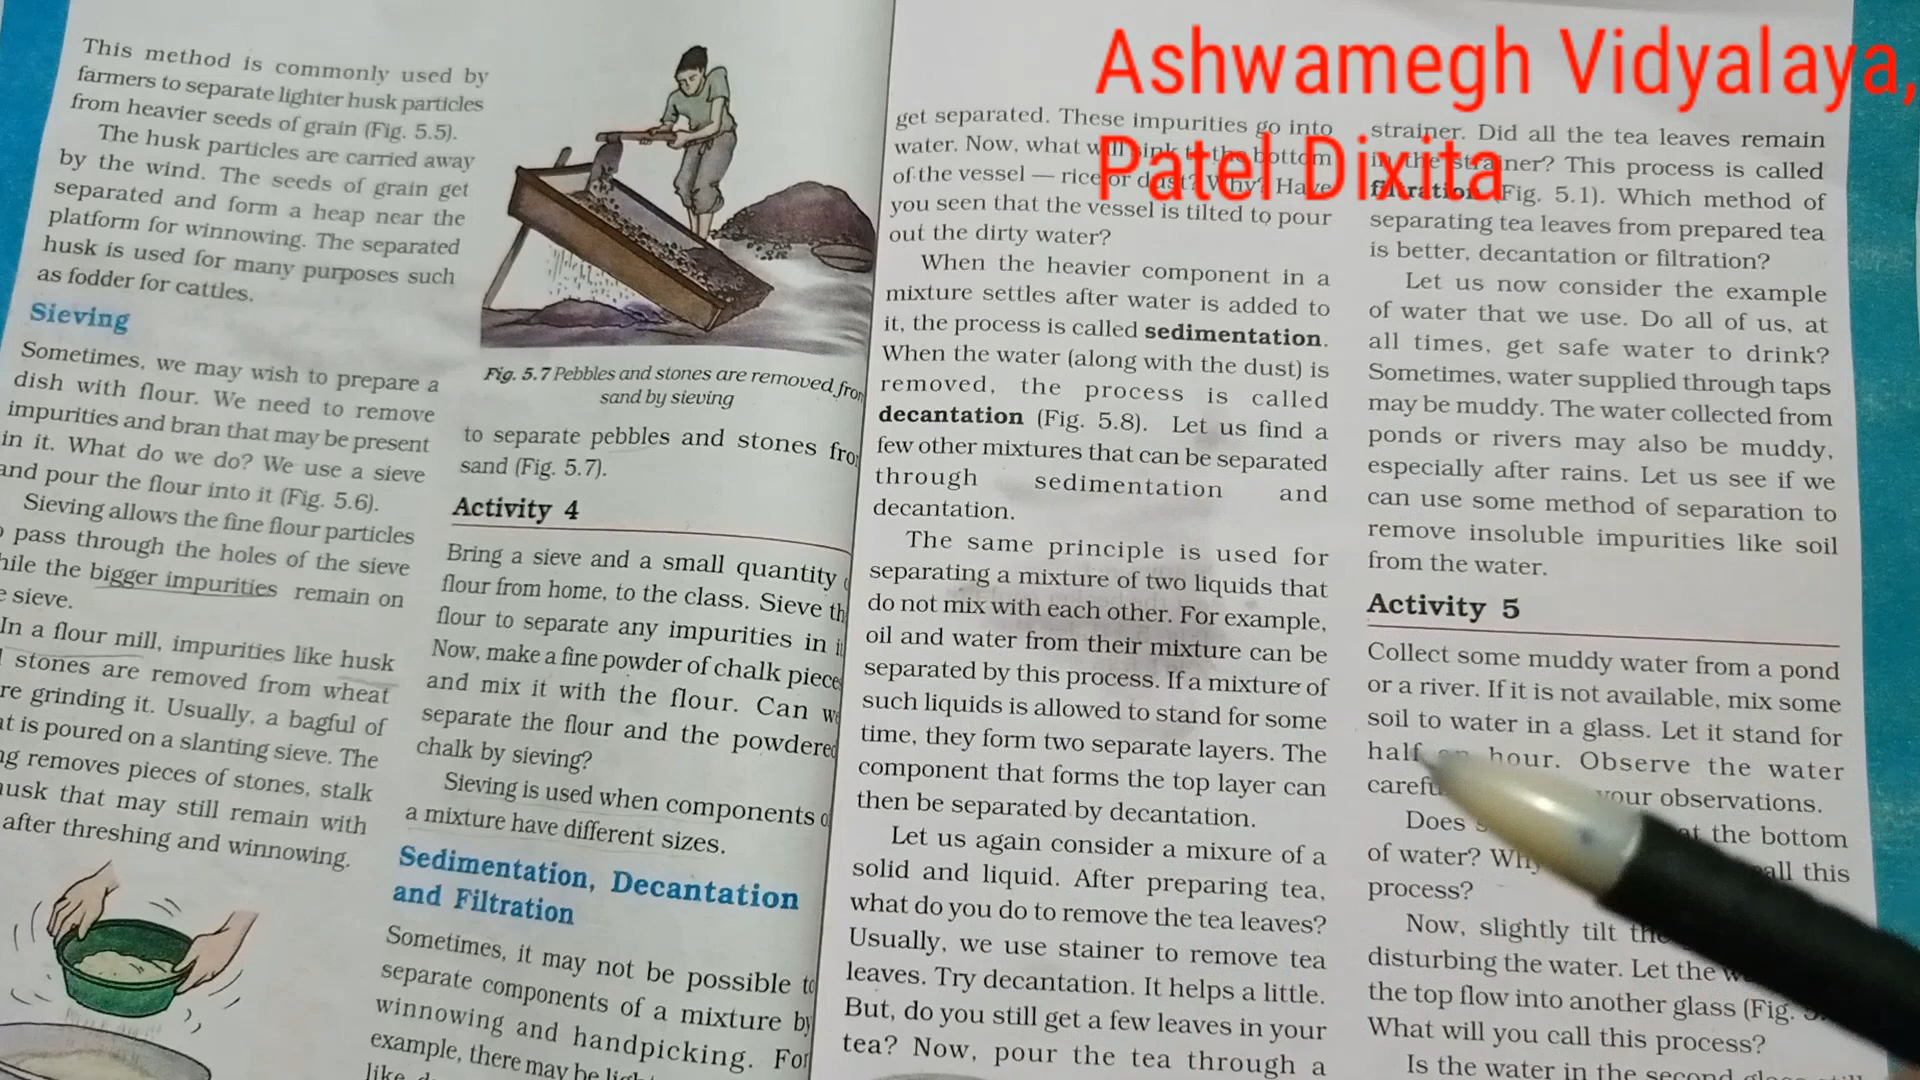 Ashwamegh Vidyalaya,
Patel Dixita
This method is commonly used by
farmers to separate lighter husk particles
from heavier seeds of grain (Fig. 5.5).
The husk particles are carried away
by the wind. The seeds of grain get
separated and form a heap near the
platform for winnowing. The separated
husk is used for many purposes such
as fodder for cattles.
Sieving
Sometimes, we may wish to prepare a
dish with flour. We need to remove
impurities and bran that may be present
in it. What do we do? We use a sieve
and pour the flour into it (Fig. 5.6).
Sieving allows the fine flour particles
pass through the holes of the sieve
the bigger impurities remain on
sieve.
In a flour mill, impurities like husk
stones are removed from wheat
grinding it. Usually, a bagful of
is poured on a slanting sieve. The
removes pieces of stones, stalk
that may still remain with
after threshing and winnowing.
Fig. 5.7 Pebbles and stones are removed from
sand by sieving
to separate pebbles and stones
sand (Fig. 5.7).
Activity 4
Bring a sieve and a small quantity
flour from home, to the class. Sieve
flour to separate any impurities in
Now, make a fine powder of chalk
and mix it with the flour. Can
separate the flour and the powdered
chalk by sieving?
Sieving is used when components
a mixture have different sizes.
Sedimentation, Decantation
and Filtration
Sometimes, it may not be possible
separate components of a mixture by
winnowing and handpicking. For
example, there may be
like
get separated. These impurities go into
water. Now, what will sink to the bottom
of the vessel — rice or dust? Why? Have
you seen that the vessel is tilted to pour
out the dirty water?
When the heavier component in a
mixture settles after water is added to
it, the process is called sedimentation.
When the water (along with the dust) is
removed, the process is called
decantation (Fig. 5.8). Let us find a
few other mixtures that can be separated
through sedimentation and
decantation.
The same principle is used for
separating a mixture of two liquids that
do not mix with each other. For example,
oil and water from their mixture can be
separated by this process. If a mixture of
such liquids is allowed to stand for some
time, they form two separate layers. The
component that forms the top layer can
then be separated by decantation.
Let us again consider a mixure of a
solid and liquid. After preparing tea,
what do you do to remove the tea leaves?
Usually, we use stainer to remove tea
leaves. Try decantation. It helps a little.
But, do you still get a few leaves in your
tea? Now, pour the tea through a
strainer. Did all the tea leaves remain
in the strainer? This process is called
filtration (Fig. 5.1). Which method of
separating tea leaves from prepared tea
is better, decantation or filtration?
Let us now consider the example
of water that we use. Do all of us, at
all times, get safe water to drink?
Sometimes, water supplied through taps
may be muddy. The water collected from
ponds or rivers may also be muddy,
especially after rains. Let us see if we
can use some method of separation to
remove insoluble impurities like soil
from the water.
Activity 5
Collect some muddy water from a pond
or a river. If it is not available, mix some
soil to water in a glass. Let it stand for
half an hour. Observe the water
your observations.
Does at the bottom
of water? Why this
process?
Now, slightly tilt
disturbing the water. Let the
the top flow into another glass (Fig.
What will you call this process?
Is the water in the second